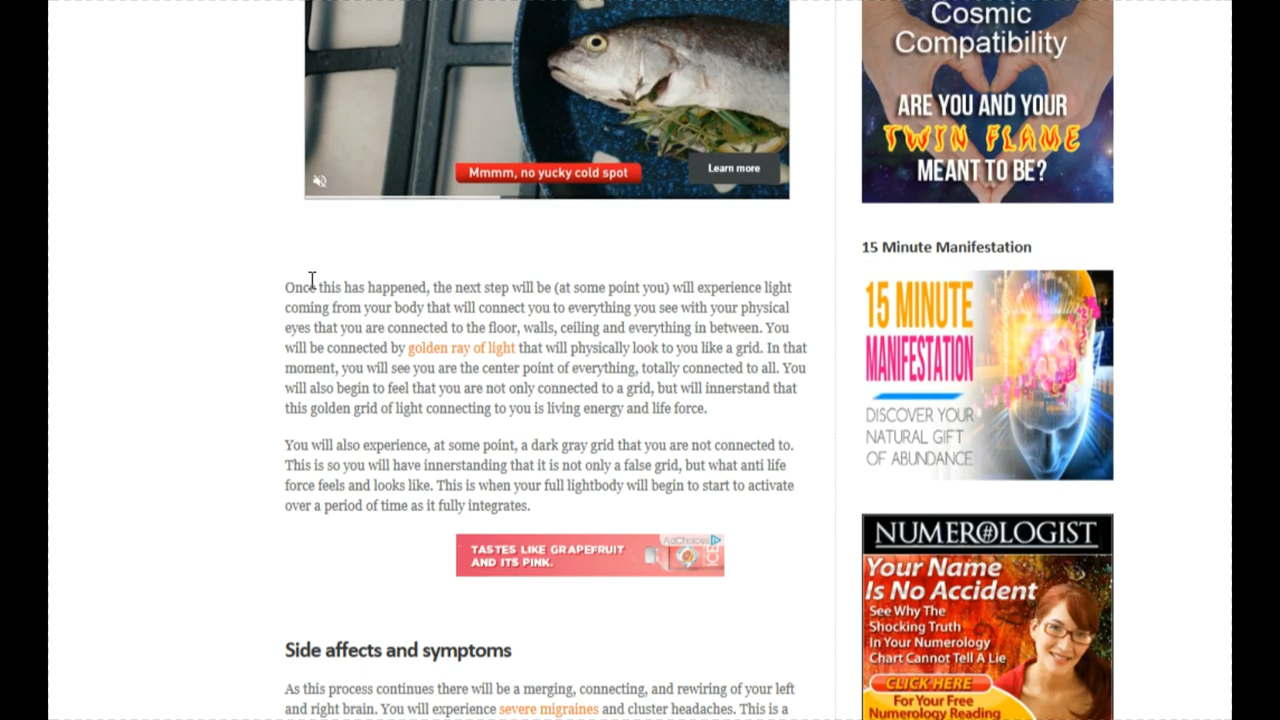 Mmmm, no yucky cold spot
Learn more
Once this has happened, the next step will be (at some point you) will experience light
coming from your body that will connect you to everything you see with your physical
eyes that you are connected to the floor, walls, ceiling and everything in between. You
will be connected by golden ray of light that will physically look to you like a grid. In that
moment, you will see you are the center point of everything, totally connected to all. You
will also begin to feel that you are not only connected to a grid, but will innerstand that
this golden grid of light connecting to you is living energy and life force.
You will also experience, at some point, a dark gray grid that you are not connected to.
This is so you will have innerstanding that it is not only a false grid, but what anti life
force feels and looks like. This is when your full lightbody will begin to start to activate
over a period of time as it fully integrates.
TASTES LIKE GRAPEFRUIT
AND ITS PINK.
AdChoices
ICE
Side affects and symptoms
As this process continues there will be a merging, connecting, and rewiring of your left
and right brain. You will experience severe migraines and cluster headaches. This is a
Cosmic
Compatibility
ARE YOU AND YOUR
TWIN FLAME
MEANT TO BE?
15 Minute Manifestation
15 MINUTE
MANIFESTATION
DISCOVER YOUR
NATURAL GIFT
OF ABUNDANCE
NUMER#LOGIST
Your Name
Is No Accident
See Why The
Shocking Truth
In Your Numerology
Chart Cannot Tell A Lie
CLICK HERE
For Your Free
Numerology Reading